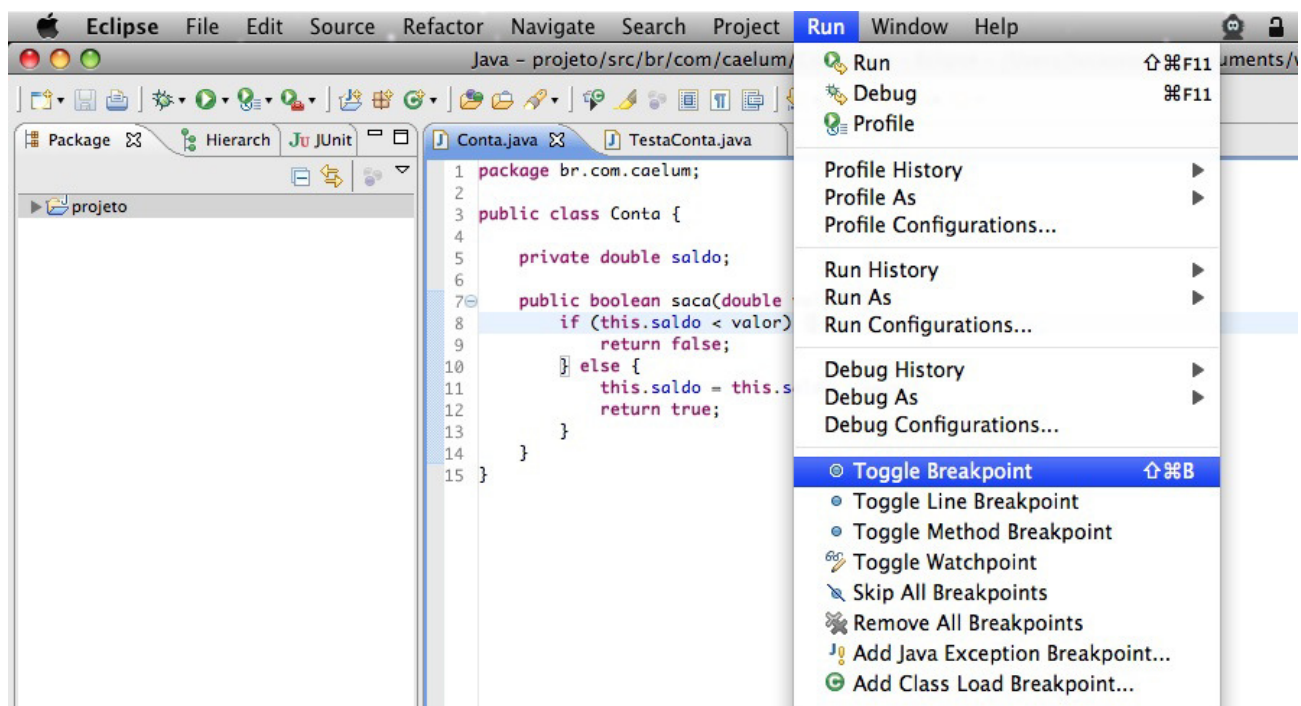 Eclipse File Edit Source Refactor Navigate Search Project Run Window Help
Java - projeto/src/br/com/caelum/
uments/
Package Hierarch Ju JUnit
Conta.java TestaConta.java
projeto
1 package br.com.caelum;
2
3 public class Conta {
4
5 private double saldo;
6
7 public boolean saca(double
8 if (this.saldo < valor)
9 return false;
10 } else {
11 this.saldo = this.s
12 return true;
13 }
14 }
15 }
Run ⇧⌘F11
Debug ⌘F11
Profile
Profile History
Profile As
Profile Configurations...
Run History
Run As
Run Configurations...
Debug History
Debug As
Debug Configurations...
Toggle Breakpoint ⇧⌘B
Toggle Line Breakpoint
Toggle Method Breakpoint
Toggle Watchpoint
Skip All Breakpoints
Remove All Breakpoints
Add Java Exception Breakpoint...
Add Class Load Breakpoint...